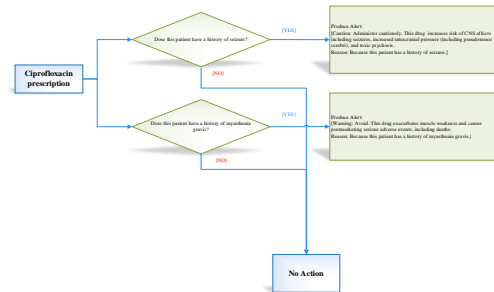 Does this patient have a history of seizure?
[YES]
Produce Alert:
[Caution: Administer cautiously. This drug increases risk of CNS effects
including seizures, increased intracranial pressure (including pseudotumor
cerebri), and toxic psychosis.
Reason: Because this patient has a history of seizure.]
Ciprofloxacin
prescription
[NO]
Does this patient have a history of myasthenia
gravis?
[YES]
Produce Alert:
[Warning: Avoid. This drug exacerbates muscle weakness and causes
postmarketing serious adverse events, including deaths.
Reason: Because this patient has a history of myasthenia gravis.]
[NO]
No Action